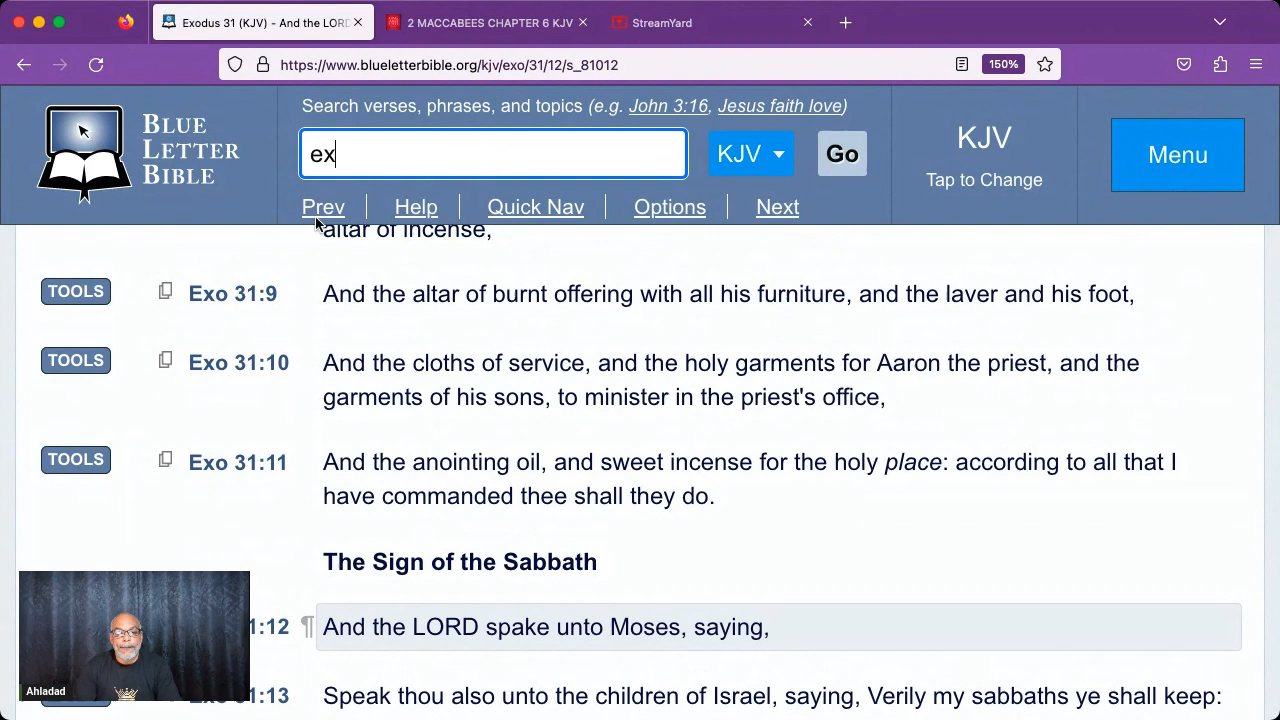 Exodus 31 (KJV) - And the LORD
2 MACCABEES CHAPTER 6 KJV
StreamYard
https://www.blueletterbible.org/kjv/exo/31/12/s_81012
150%
BLUE
LETTER
BIBLE
Search verses, phrases, and topics (e.g. John 3:16, Jesus faith love)
ex
KJV
Go
Prev
Help
Quick Nav
Options
Next
KJV
Tap to Change
Menu
altar of incense,
TOOLS Exo 31:9 And the altar of burnt offering with all his furniture, and the laver and his foot,
TOOLS Exo 31:10 And the cloths of service, and the holy garments for Aaron the priest, and the
garments of his sons, to minister in the priest's office,
TOOLS Exo 31:11 And the anointing oil, and sweet incense for the holy place: according to all that I
have commanded thee shall they do.
The Sign of the Sabbath
1:12 ¶ And the LORD spake unto Moses, saying,
1:13 Speak thou also unto the children of Israel, saying, Verily my sabbaths ye shall keep:
Ahladad